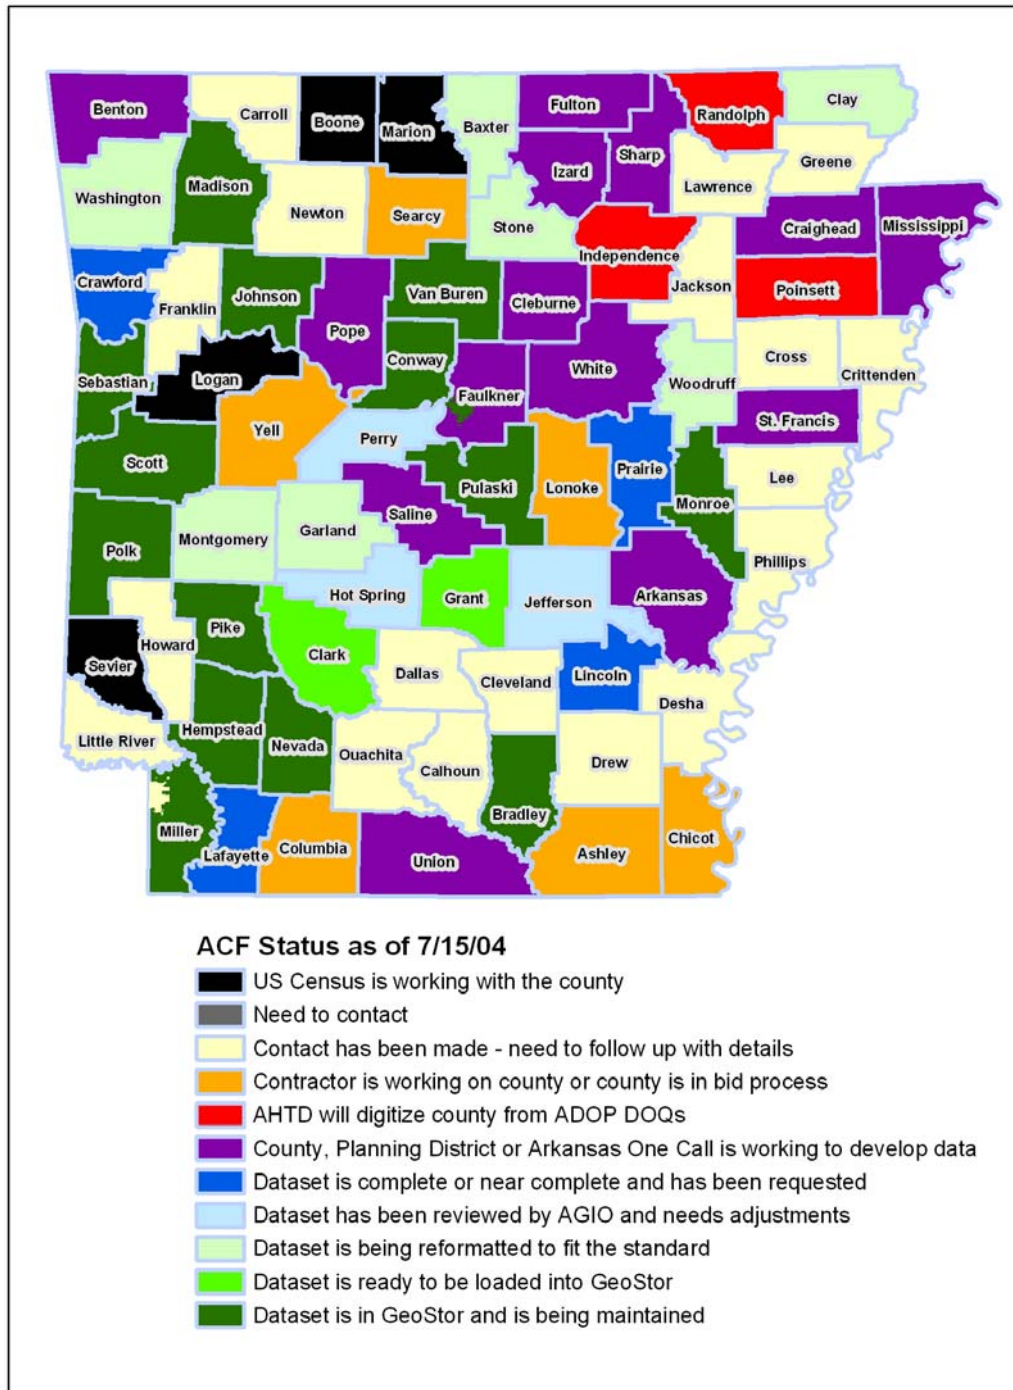 Benton
Carroll
Boone
Marion
Baxter
Fulton
Randolph
Clay
Sharp
Izard
Greene
Lawrence
Washington
Madison
Newton
Searcy
Stone
Craighead
Mississippi
Independence
Crawford
Franklin
Johnson
Van Buren
Cleburne
Jackson
Poinsett
Pope
Conway
White
Cross
Crittenden
Sebastian
Logan
Faulkner
Woodruff
St. Francis
Yell
Perry
Scott
Pulaski
Lonoke
Prairie
Lee
Monroe
Saline
Garland
Montgomery
Polk
Phillips
Hot Spring
Grant
Jefferson
Arkansas
Pike
Howard
Clark
Sevier
Dallas
Cleveland
Lincoln
Desha
Hempstead
Little River
Nevada
Ouachita
Calhoun
Drew
Bradley
Miller
Lafayette
Columbia
Union
Ashley
Chicot
ACF Status as of 7/15/04
US Census is working with the county
Need to contact
Contact has been made - need to follow up with details
Contractor is working on county or county is in bid process
AHTD will digitize county from ADOP DOQs
County, Planning District or Arkansas One Call is working to develop data
Dataset is complete or near complete and has been requested
Dataset has been reviewed by AGIO and needs adjustments
Dataset is being reformatted to fit the standard
Dataset is ready to be loaded into GeoStor
Dataset is in GeoStor and is being maintained